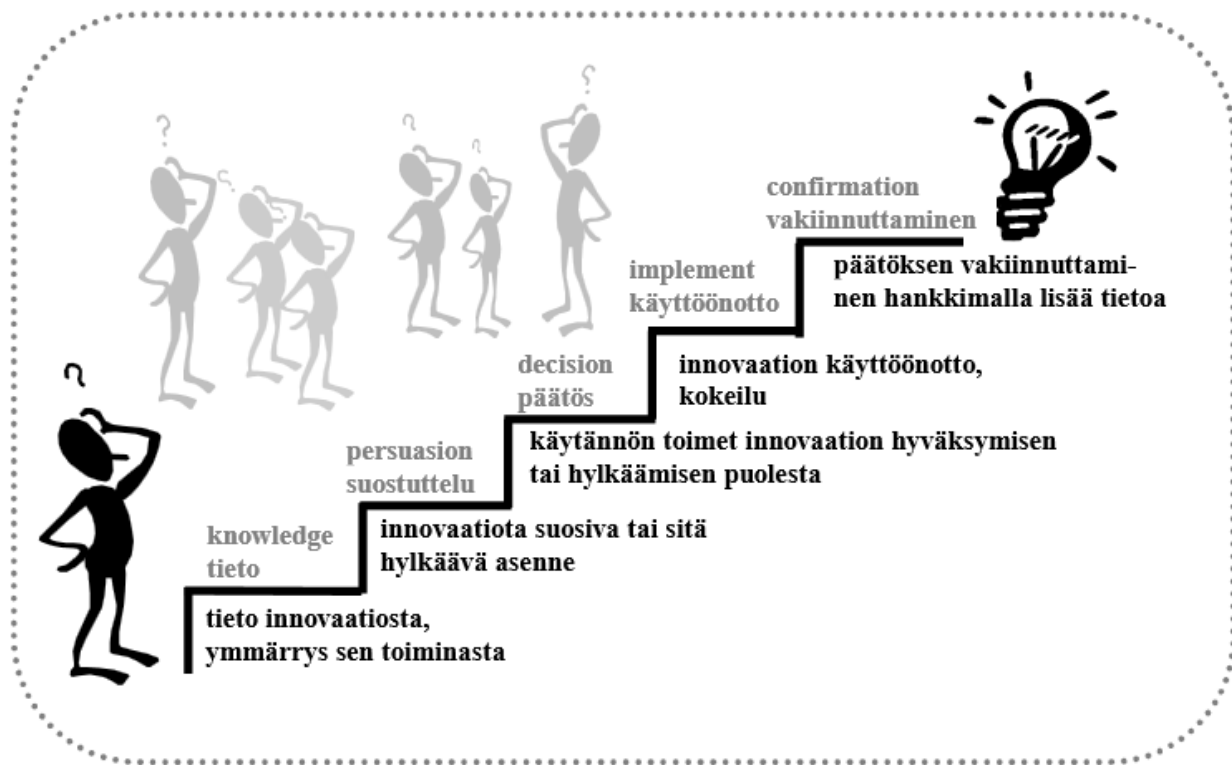 ?
?
?
?
?
?
?
confirmation
vakiinnuttaminen
päätöksen vakiinnuttami-
nen hankkimalla lisää tietoa
implement
käyttöönotto
innovaation käyttöönotto,
kokeilu
decision
päätös
käytännön toimet innovaation hyväksymisen
tai hylkäämisen puolesta
persuasion
suostuttelu
innovaatiota suosiva tai sitä
hylkäävä asenne
knowledge
tieto
tieto innovaatiosta,
ymmärrys sen toiminasta